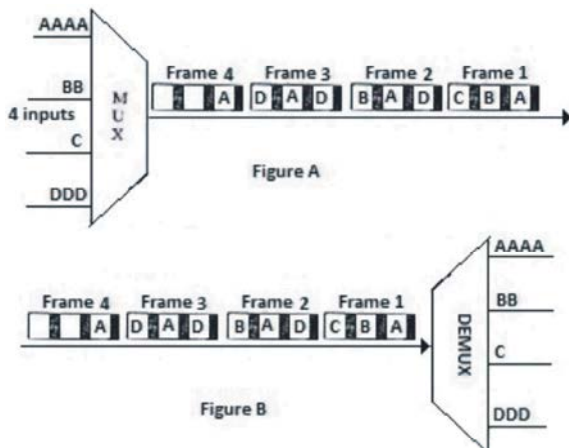 AAAA
Frame 4 Frame 3 Frame 2 Frame 1
BB
A D A D B A D C B A
MUX
4 inputs
C
Figure A
DDD
AAAA
Frame 4 Frame 3 Frame 2 Frame 1
BB
A D A D B A D C B A
DEMUX
C
Figure B
DDD